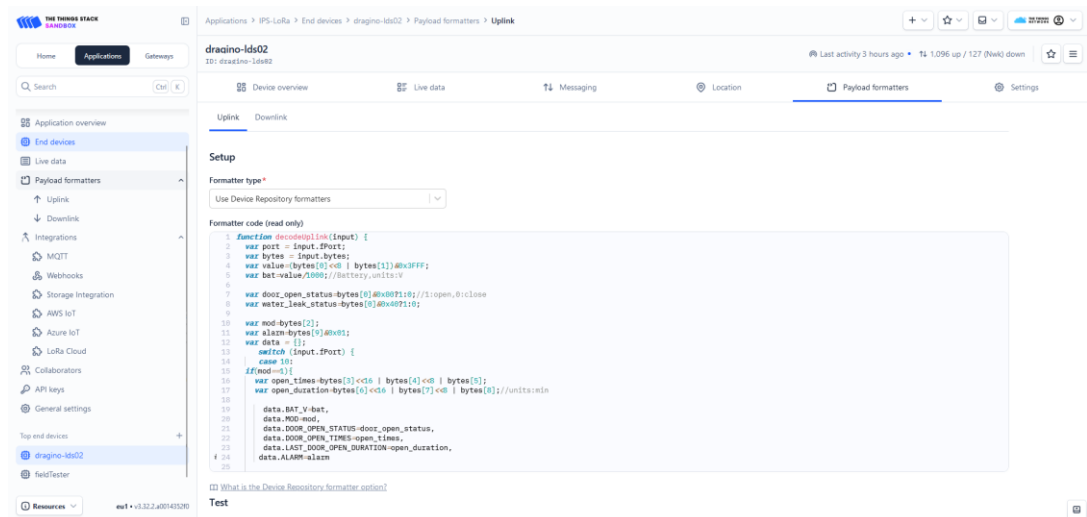 THE THINGS STACK
SANDBOX
Applications > IPS-LoRa > End devices > dragino-lds02 > Payload formatters > Uplink
THE THINGS NETWORK
Home Applications Gateways
dragino-lds02
ID: dragino-lds02
Last activity 3 hours ago • 1,096 up / 127 (Nwk) down
Search Ctrl K
Device overview Live data Messaging Location Payload formatters Settings
Uplink Downlink
Application overview
End devices
Live data
Payload formatters
Uplink
Downlink
Integrations
MQTT
Webhooks
Storage Integration
AWS IoT
Azure IoT
LoRa Cloud
Collaborators
API keys
General settings
Top end devices
dragino-lds02
fieldTester
Resources eu1 • v3.32.2.a0014352f0
Setup
Formatter type*
Use Device Repository formatters
Formatter code (read only)
1 function decodeUplink(input) {
2 var port = input.fPort;
3 var bytes = input.bytes;
4 var value=(bytes[0]<<8 | bytes[1])&0x3FFF;
5 var bat=value/1000;//Battery,units:V
6
7 var door_open_status=bytes[0]&0x80?1:0;//1:open,0:close
8 var water_leak_status=bytes[0]&0x40?1:0;
9
10 var mod=bytes[2];
11 var alarm=bytes[9]&0x01;
12 var data = {};
13 switch (input.fPort) {
14 case 10:
15 if(mod==1){
16 var open_times=bytes[3]<<16 | bytes[4]<<8 | bytes[5];
17 var open_duration=bytes[6]<<16 | bytes[7]<<8 | bytes[8];//units:min
18
19 data.BAT_V=bat,
20 data.MOD=mod,
21 data.DOOR_OPEN_STATUS=door_open_status,
22 data.DOOR_OPEN_TIMES=open_times,
23 data.LAST_DOOR_OPEN_DURATION=open_duration,
24 data.ALARM=alarm
25
What is the Device Repository formatter option?
Test